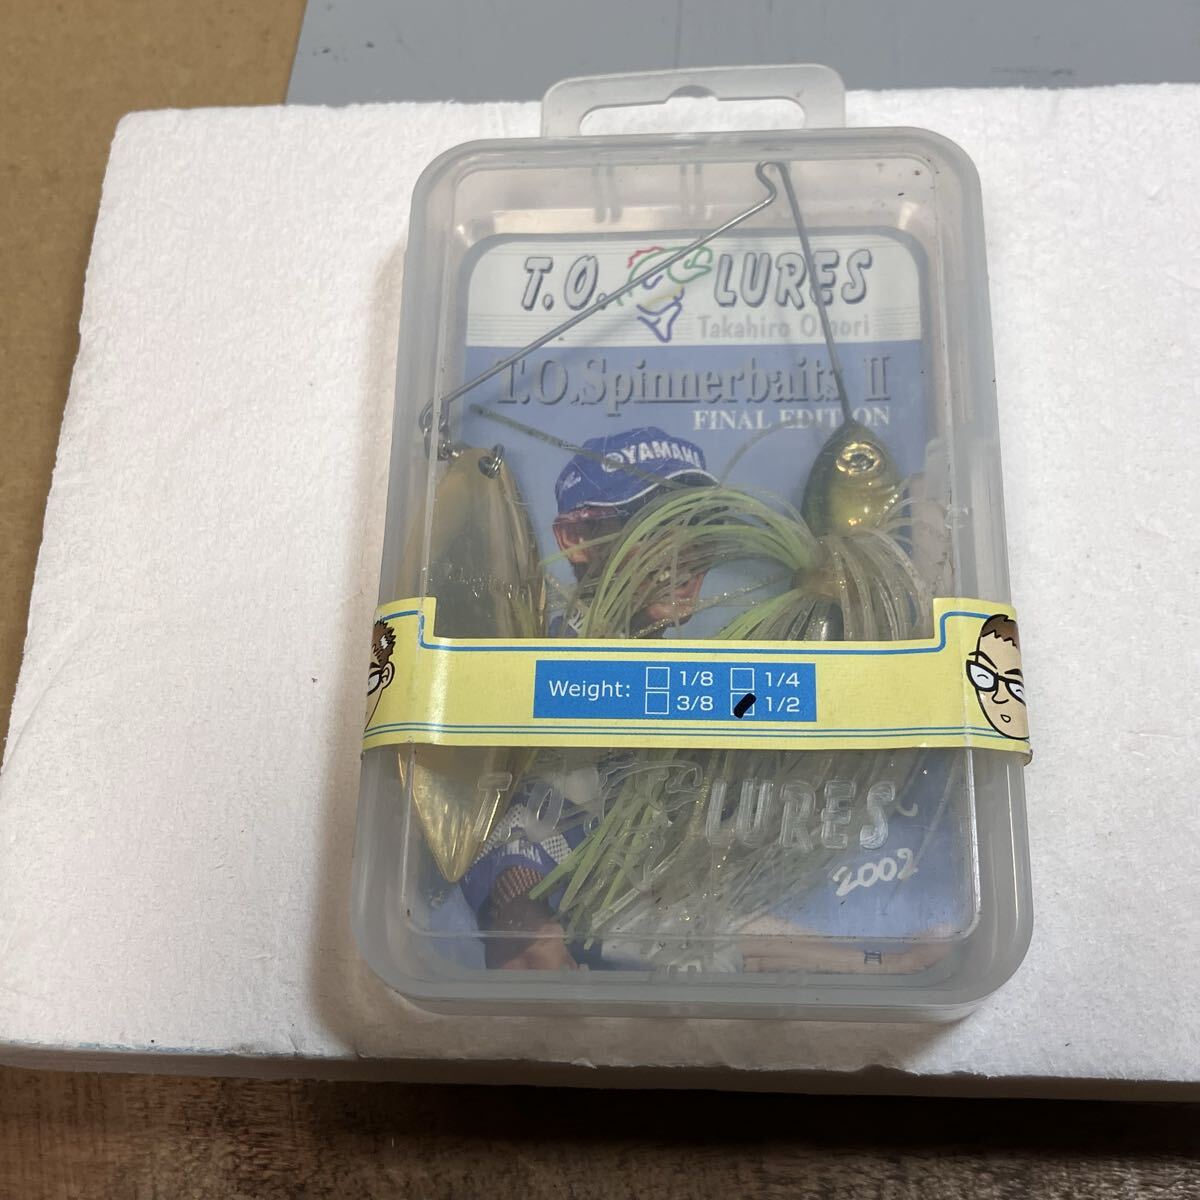 T.O. LURES
Takahiro Omori
T.O.Spinnerbaits II
FINAL EDITION
YAMAHA
Weight: 1/8 1/4
3/8 1/2
T.O. LURES
YAMAHA
2002